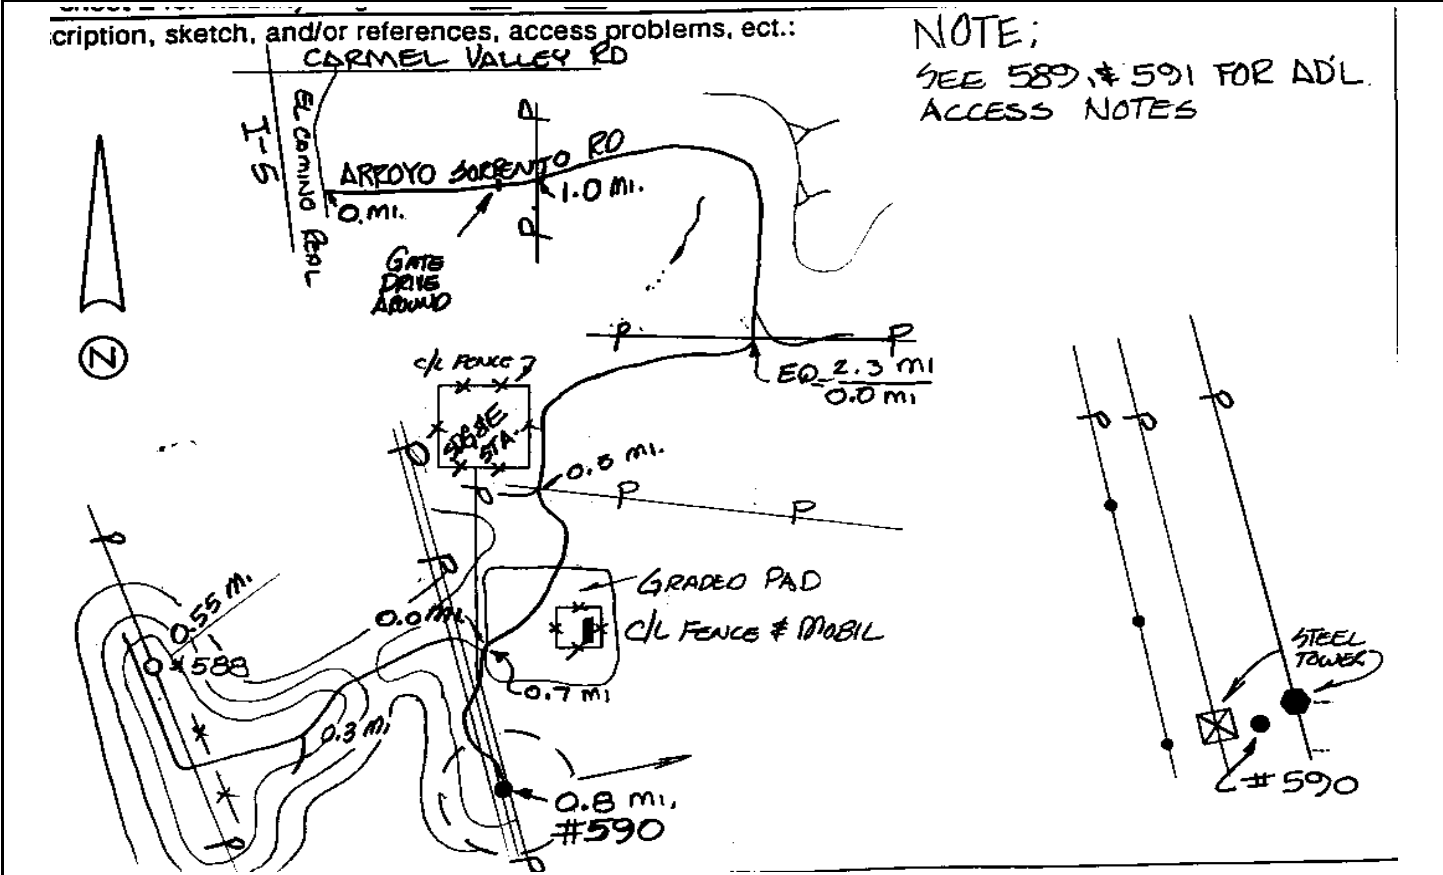 cription, sketch, and/or references, access problems, ect.:
NOTE;
SEE 589, & 591 FOR AD'L.
ACCESS NOTES
CARMEL VALLEY RD
I-5
EL CAMINO REAL
ARROYO SORRENTO RD
0. MI.
1.0 MI.
GATE
DRIVE
AROUND
P
P
N
P
P
EQ = 2.3 MI
0.0 MI
C/L FENCE
SDG&E
STA.
0.5 MI.
P
P
P
P
P
P
GRADED PAD
C/L FENCE & MOBIL
0.0 MI.
0.55 MI.
588
0.7 MI
0.3 MI
0.8 MI.
#590
P
P
P
P
P
STEEL
TOWER
#590